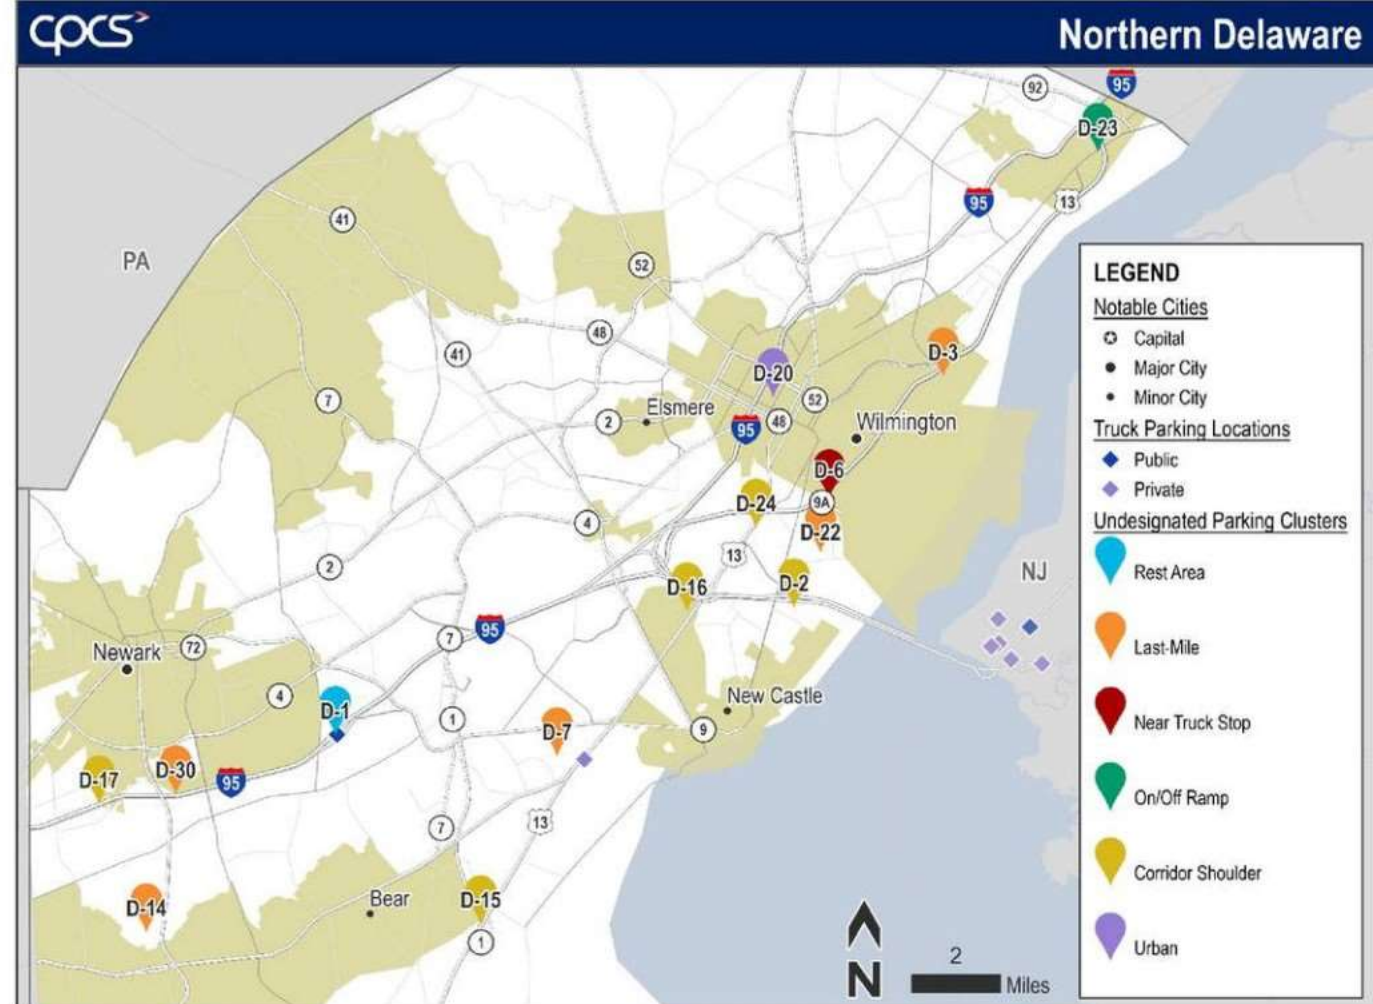 cpcs
Northern Delaware
95
92
D-23
95
13
41
PA
52
48
41
D-3
D-20
7
52
Elsmere
2
95
48
Wilmington
D-6
D-24
9A
4
D-22
13
2
D-16
D-2
NJ
95
7
72
Newark
4
D-1
New Castle
1
D-7
9
D-17
D-30
95
7
13
Bear
D-14
D-15
1
N
2
Miles
LEGEND
Notable Cities
Capital
Major City
Minor City
Truck Parking Locations
Public
Private
Undesignated Parking Clusters
Rest Area
Last-Mile
Near Truck Stop
On/Off Ramp
Corridor Shoulder
Urban